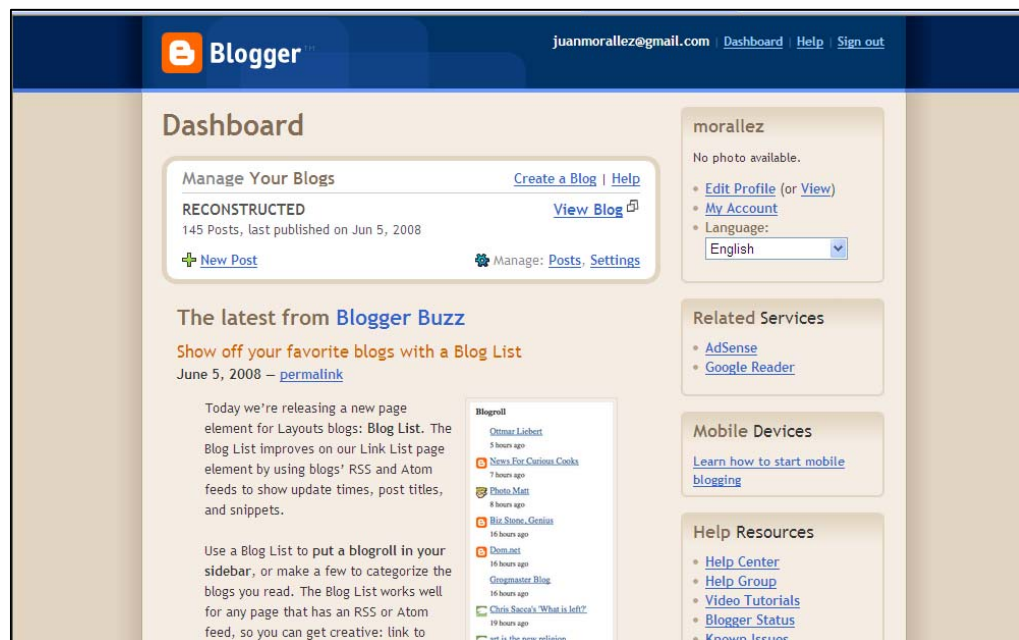 Blogger™
juanmorallez@gmail.com | Dashboard | Help | Sign out
Dashboard
Manage Your Blogs
Create a Blog | Help
RECONSTRUCTED
View Blog
145 Posts, last published on Jun 5, 2008
New Post
Manage: Posts, Settings
The latest from Blogger Buzz
Show off your favorite blogs with a Blog List
June 5, 2008 — permalink
Today we're releasing a new page
element for Layouts blogs: Blog List. The
Blog List improves on our Link List page
element by using blogs' RSS and Atom
feeds to show update times, post titles,
and snippets.
Use a Blog List to put a blogroll in your
sidebar, or make a few to categorize the
blogs you read. The Blog List works well
for any page that has an RSS or Atom
feed, so you can get creative: link to
Blogroll
Ottmar Liebert
5 hours ago
News For Curious Cooks
7 hours ago
Photo Matt
8 hours ago
Biz Stone, Genius
16 hours ago
Dom.net
16 hours ago
Grogmaster Blog
16 hours ago
Chris Sacca's 'What is left?'
19 hours ago
art is the new religion
morallez
No photo available.
Edit Profile (or View)
My Account
Language:
English
Related Services
AdSense
Google Reader
Mobile Devices
Learn how to start mobile
blogging
Help Resources
Help Center
Help Group
Video Tutorials
Blogger Status
Known Issues